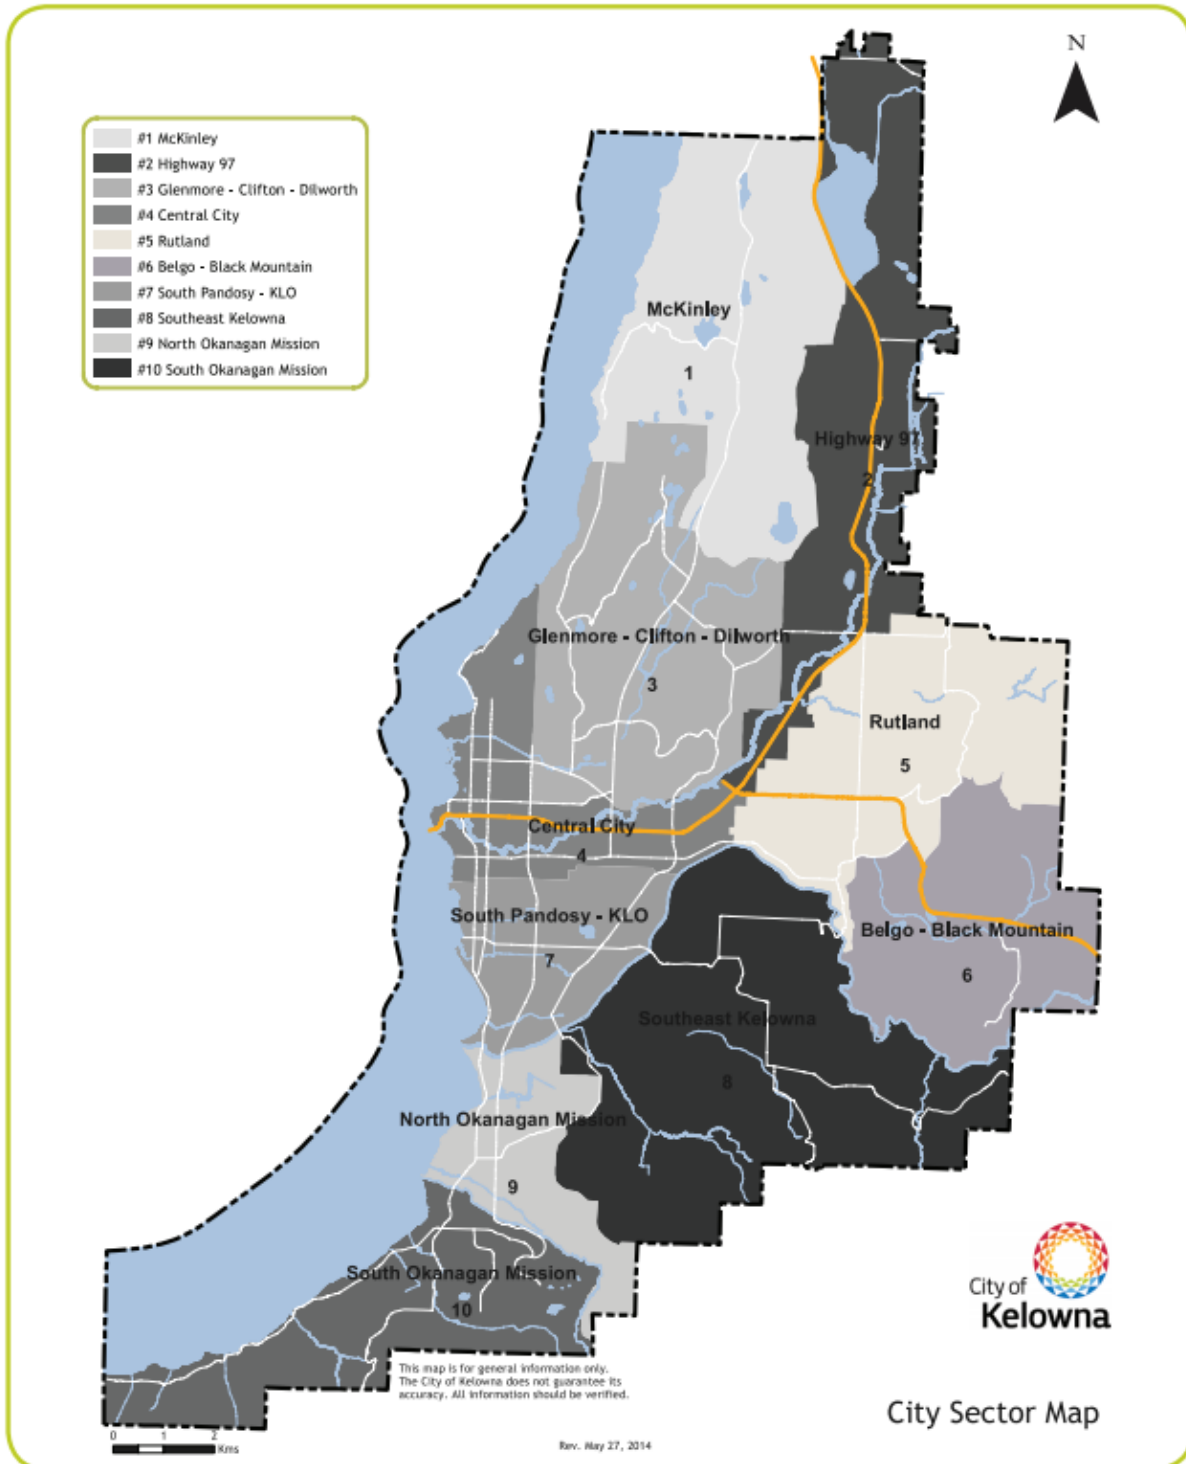 N
#1 McKinley
#2 Highway 97
#3 Glenmore - Clifton - Dilworth
#4 Central City
#5 Rutland
#6 Belgo - Black Mountain
#7 South Pandosy - KLO
#8 Southeast Kelowna
#9 North Okanagan Mission
#10 South Okanagan Mission
McKinley
1
Highway 97
2
Glenmore - Clifton - Dilworth
3
Rutland
5
Central City
4
South Pandosy - KLO
7
Belgo - Black Mountain
6
Southeast Kelowna
8
North Okanagan Mission
9
South Okanagan Mission
10
City of
Kelowna
This map is for general information only.
The City of Kelowna does not guarantee its
accuracy. All information should be verified.
City Sector Map
0 1 2
Kms
Rev. May 27, 2014